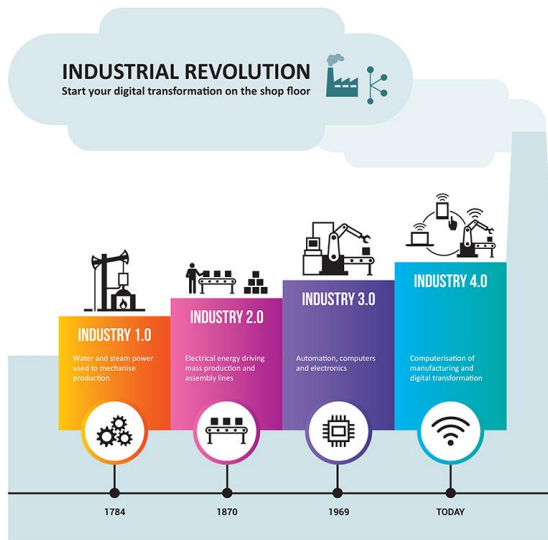 INDUSTRIAL REVOLUTION
Start your digital transformation on the shop floor
INDUSTRY 1.0
Water and steam power
used to mechanise
production
INDUSTRY 2.0
Electrical energy driving
mass production and
assembly lines
INDUSTRY 3.0
Automation, computers
and electronics
INDUSTRY 4.0
Computerisation of
manufacturing and
digital transformation
1784
1870
1969
TODAY